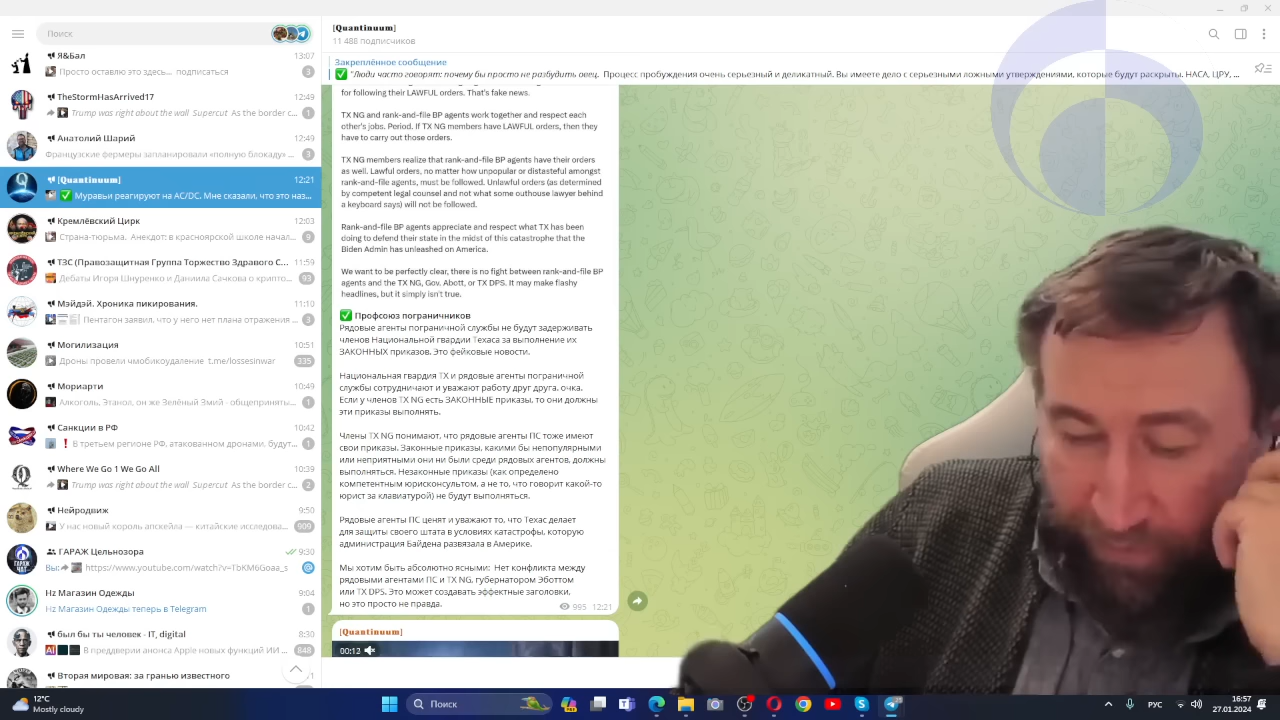 Поиск
Я&Бал
13:07
Просто оставлю это здесь... подписаться
3
TheStormHasArrived17
12:49
Trump was right about the wall Supercut As the border c...
1
Анатолий Шарий
12:49
Французские фермеры запланировали «полную блокаду» ...
3
[Quantinuum]
12:21
✅ Муравьи реагируют на AC/DC. Мне сказали, что это наз...
Кремлёвский Цирк
12:03
Страна-тюрьма. Анекдот: в красноярской школе начал...
9
ТЗС (Правозащитная Группа Торжество Здравого С...
11:59
Дебаты Игоря Шнуренко и Даниила Сачкова о крипто...
93
Мэйдэй. Хроника пикирования.
11:10
Пентагон заявил, что у него нет плана отражения ...
3
Могилизация
10:51
Дроны провели чмобикоудаление t.me/lossesinwar
335
Мориарти
10:49
Алкоголь, Этанол, он же Зелёный Змий - общеприняты...
1
Санкции в РФ
10:42
❗ В третьем регионе РФ, атакованном дронами, будут...
1
Where We Go 1 We Go All
10:39
Trump was right about the wall Supercut As the border c...
2
Нейродвиж
9:50
У нас новый король апскейла — китайские исследова...
909
ГАРАЖ Цельнозора
9:30
Вы: https://www.youtube.com/watch?v=TbKM6Goaa_s
@
Hz Магазин Одежды
9:04
Hz Магазин Одежды теперь в Telegram
1
был бы ты человек - IT, digital
8:30
В преддверии анонса Apple новых функций ИИ ...
848
Вторая мировая: за гранью известного
[Quantinuum]
11 488 подписчиков
Закреплённое сообщение
✅ "Люди часто говорят: почему бы просто не разбудить овец. Процесс пробуждения очень серьезный и деликатный. Вы имеете дело с серьезными ложными утверждениями, которые будут раскрыты. НАСА, ЦРУ, ...
for following their LAWFUL orders. That's fake news.
TX NG and rank-and-file BP agents work together and respect each
other's jobs. Period. If TX NG members have LAWFUL orders, then they
have to carry out those orders.
TX NG members realize that rank-and-file BP agents have their orders
as well. Lawful orders, no matter how unpopular or distasteful amongst
rank-and-file agents, must be followed. Unlawful orders (as determined
by competent legal counsel and not what some outhouse lawyer behind
a keyboard says) will not be followed.
Rank-and-file BP agents appreciate and respect what TX has been
doing to defend their state in the midst of this catastrophe that the
Biden Admin has unleashed on America.
We want to be perfectly clear, there is no fight between rank-and-file BP
agents and the TX NG, Gov. Abott, or TX DPS. It may make flashy
headlines, but it simply isn't true.
✅ Профсоюз пограничников
Рядовые агенты пограничной службы не будут задерживать
членов Национальной гвардии Техаса за выполнение их
ЗАКОННЫХ приказов. Это фейковые новости.
Национальная гвардия TX и рядовые агенты пограничной
службы сотрудничают и уважают работу друг друга. очка.
Если у членов TX NG есть ЗАКОННЫЕ приказы, то они должны
эти приказы выполнять.
Члены TX NG понимают, что рядовые агенты ПС тоже имеют
свои приказы. Законные приказы, какими бы непопулярными
или неприятными они ни были среди рядовых агентов, должны
выполняться. Незаконные приказы (как определено
компетентным юрисконсультом, а не то, что говорит какой-то
юрист за клавиатурой) не будут выполняться.
Рядовые агенты ПС ценят и уважают то, что Техас делает
для защиты своего штата в условиях катастрофы, которую
администрация Байдена развязала в Америке.
Мы хотим быть абсолютно ясными: Нет конфликта между
рядовыми агентами ПС и TX NG, губернатором Эботтом
или TX DPS. Это может создавать эффектные заголовки,
но это просто не правда.
995 12:21
[Quantinuum]
00:12
12°C
Mostly cloudy
Поиск
РУС
16:57
27.01.2024